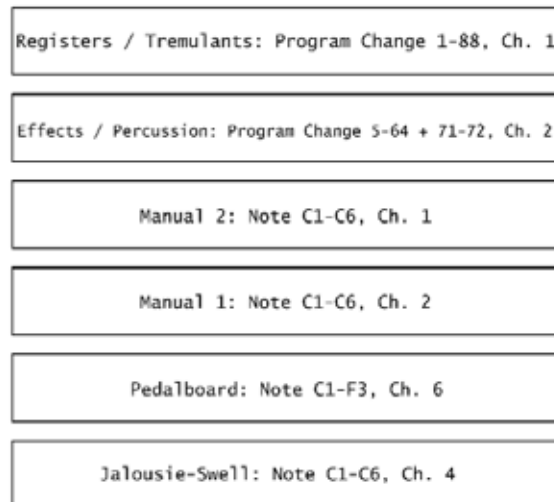 Registers / Tremulants: Program Change 1-88, Ch. 1
Effects / Percussion: Program Change 5-64 + 71-72, Ch. 2
Manual 2: Note C1-C6, Ch. 1
Manual 1: Note C1-C6, Ch. 2
Pedalboard: Note C1-F3, Ch. 6
Jalousie-Swell: Note C1-C6, Ch. 4